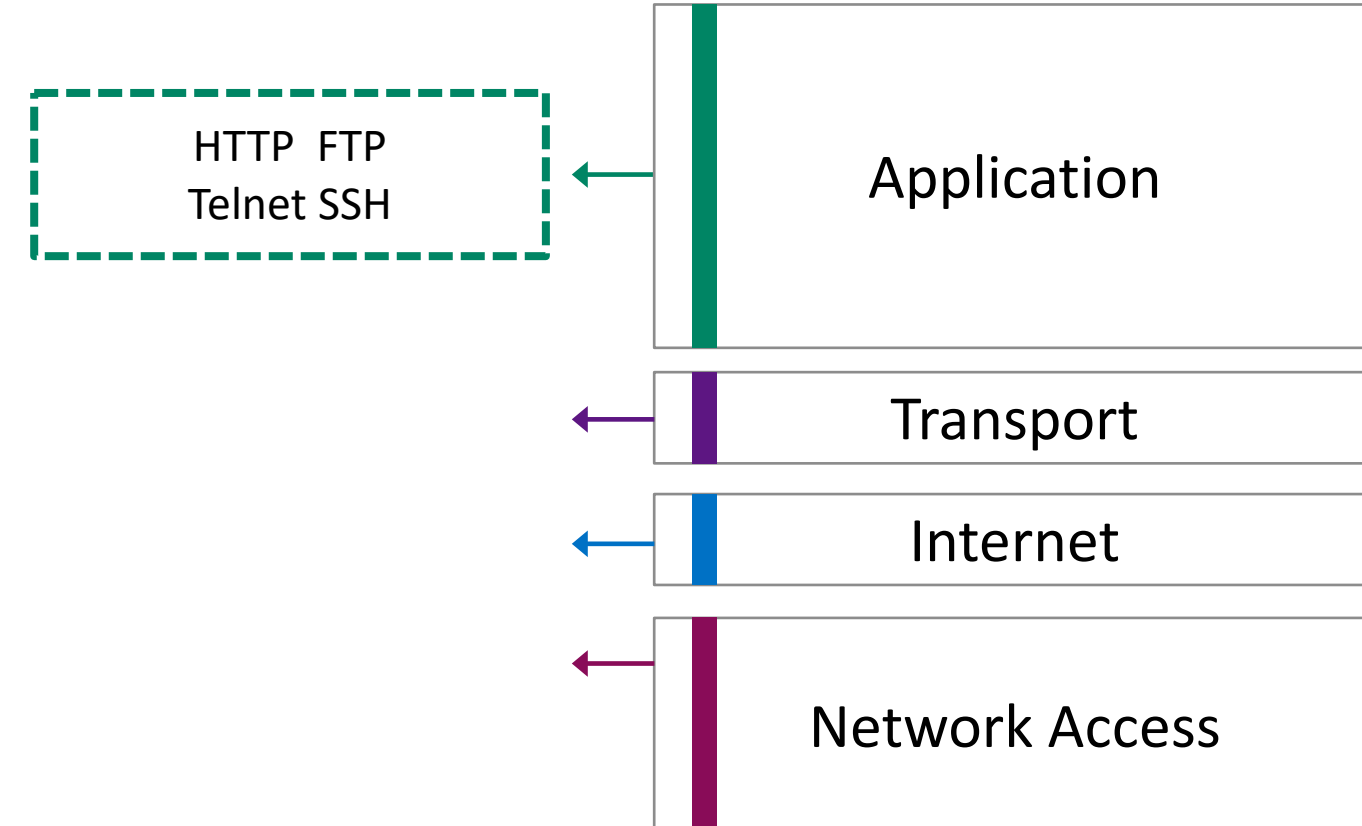 HTTP  FTP
Telnet SSH
Application
Transport
Internet
Network Access